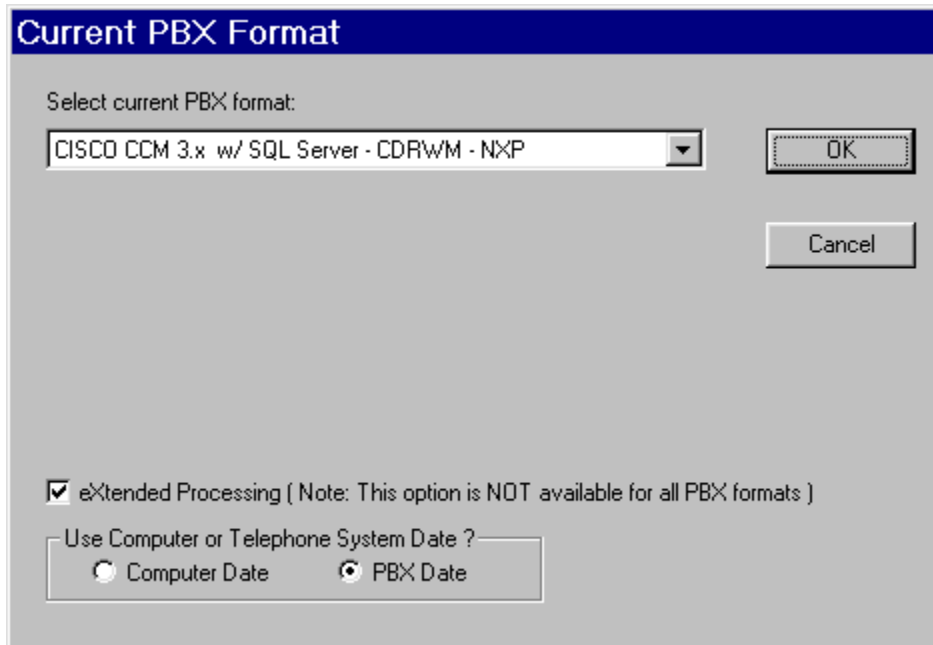 Current PBX Format
Select current PBX format:
CISCO CCM 3.x  w/ SQL Server - CDRWM - NXP
OK
Cancel
eXtended Processing ( Note: This option is NOT available for all PBX formats )
Use Computer or Telephone System Date ?
Computer Date PBX Date